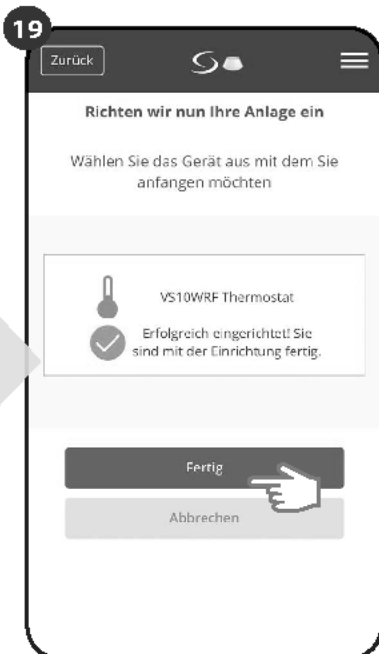 19
Zurück
Richten wir nun Ihre Anlage ein
Wählen Sie das Gerät aus mit dem Sie
anfangen möchten
VS10WRF Thermostat
Erfolgreich eingerichtet! Sie
sind mit der Einrichtung fertig.
Fertig
Abbrechen